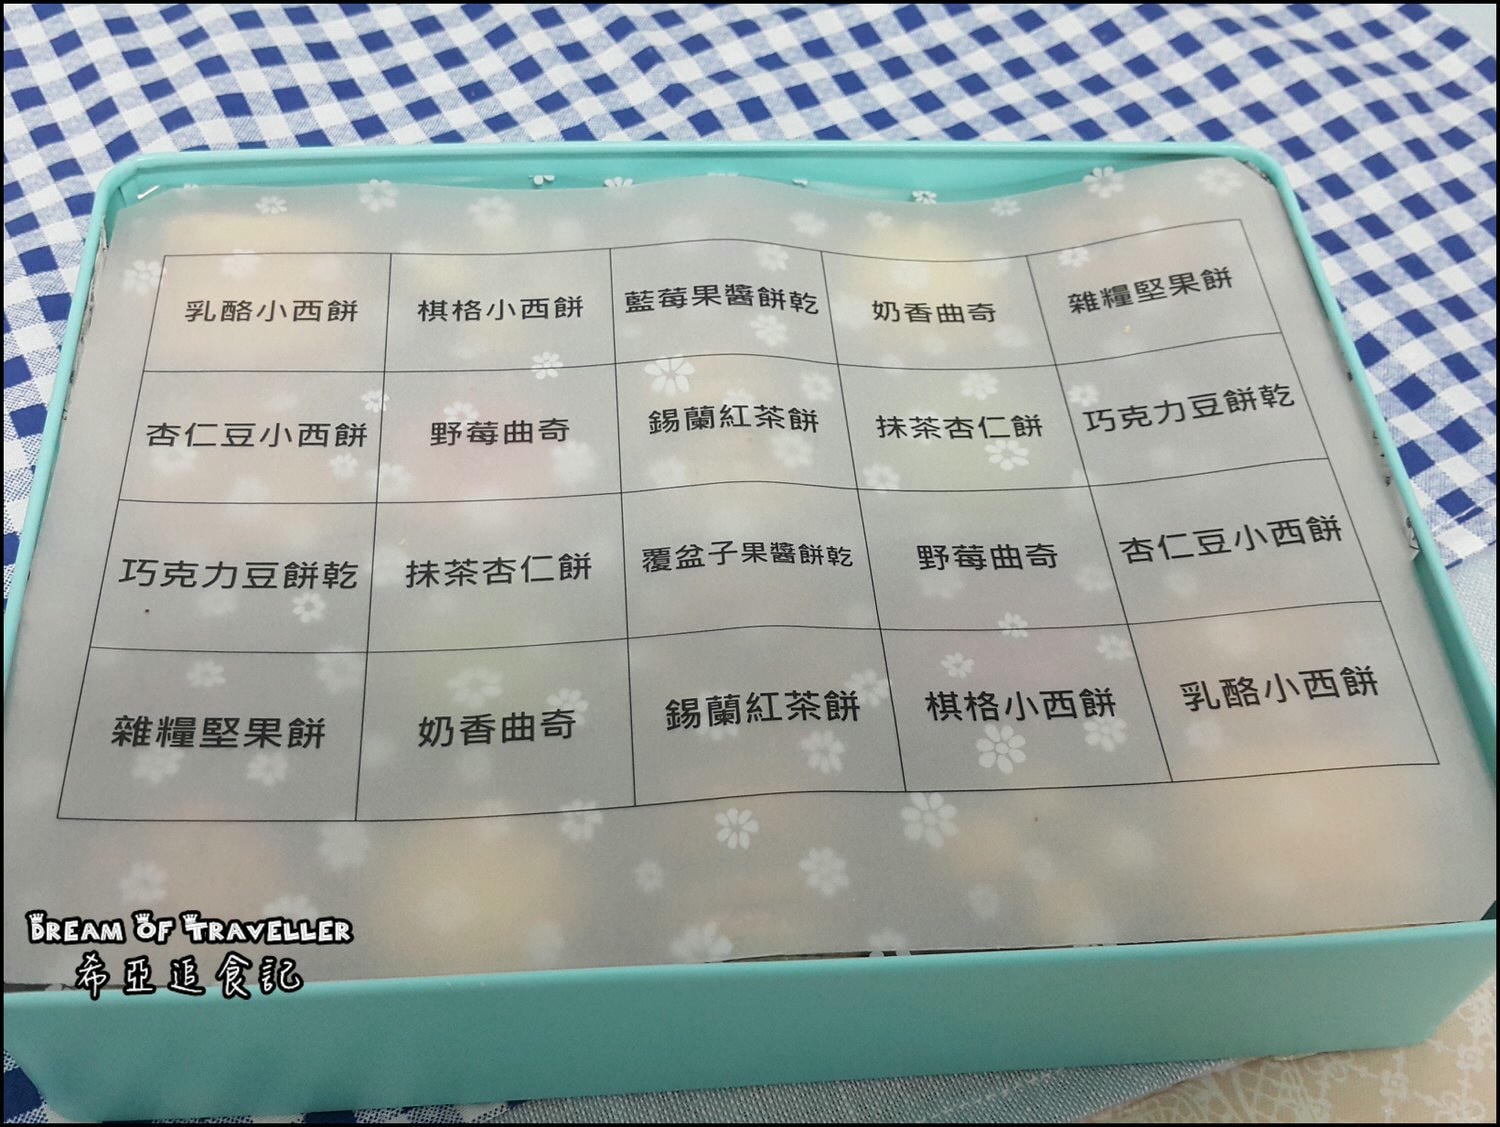 乳酪小西餅 棋格小西餅 藍莓果醬餅乾 奶香曲奇 雜糧堅果餅
杏仁豆小西餅 野莓曲奇 錫蘭紅茶餅 抹茶杏仁餅 巧克力豆餅乾
巧克力豆餅乾 抹茶杏仁餅 覆盆子果醬餅乾 野莓曲奇 杏仁豆小西餅
雜糧堅果餅 奶香曲奇 錫蘭紅茶餅 棋格小西餅 乳酪小西餅
DREAM OF TRAVELLER
希亞追食記